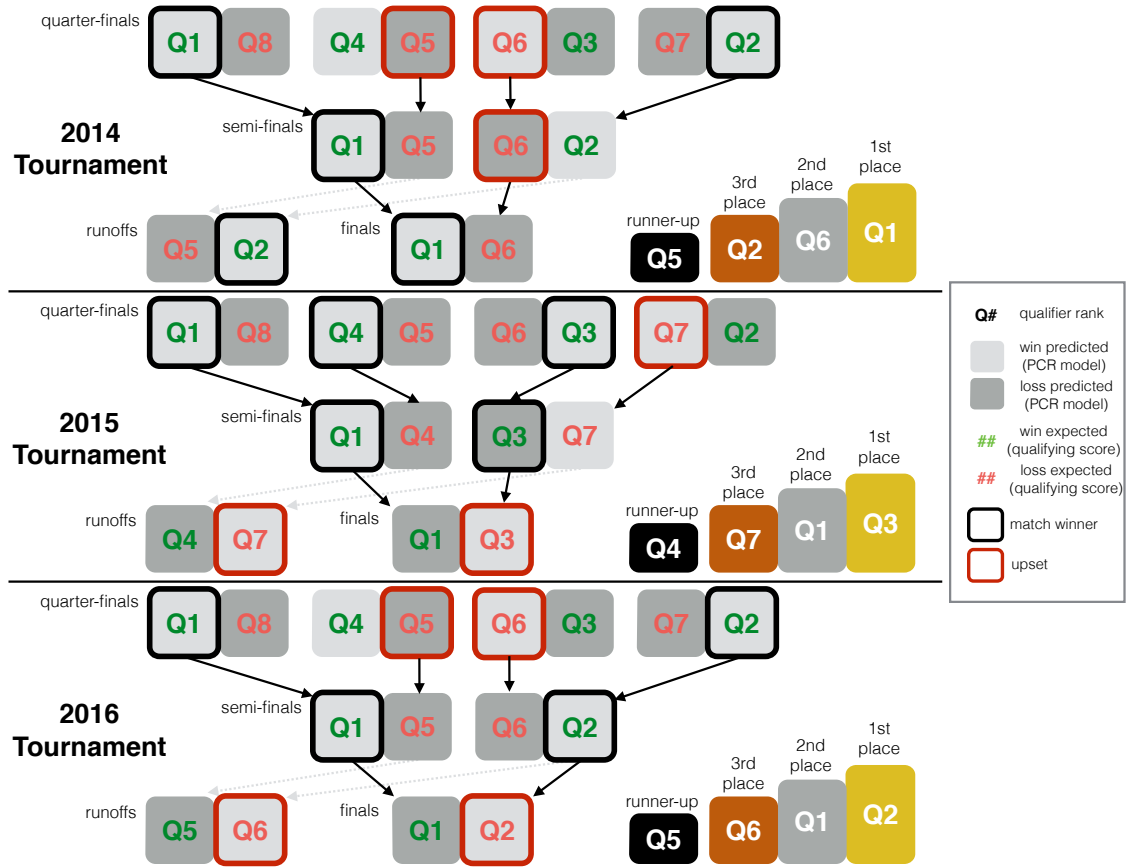 quarter-finals
Q1 Q8 Q4 Q5 Q6 Q3 Q7 Q2
2014
Tournament
semi-finals
Q1 Q5 Q6 Q2
runoffs
Q5 Q2
finals
Q1 Q6
runner-up
Q5
3rd
place
Q2
2nd
place
Q6
1st
place
Q1
quarter-finals
Q1 Q8 Q4 Q5 Q6 Q3 Q7 Q2
2015
Tournament
semi-finals
Q1 Q4 Q3 Q7
runoffs
Q4 Q7
finals
Q1 Q3
runner-up
Q4
3rd
place
Q7
2nd
place
Q1
1st
place
Q3
quarter-finals
Q1 Q8 Q4 Q5 Q6 Q3 Q7 Q2
2016
Tournament
semi-finals
Q1 Q5 Q6 Q2
runoffs
Q5 Q6
finals
Q1 Q2
runner-up
Q5
3rd
place
Q6
2nd
place
Q1
1st
place
Q2
Q# qualifier rank
win predicted
(PCR model)
loss predicted
(PCR model)
## win expected
(qualifying score)
## loss expected
(qualifying score)
match winner
upset